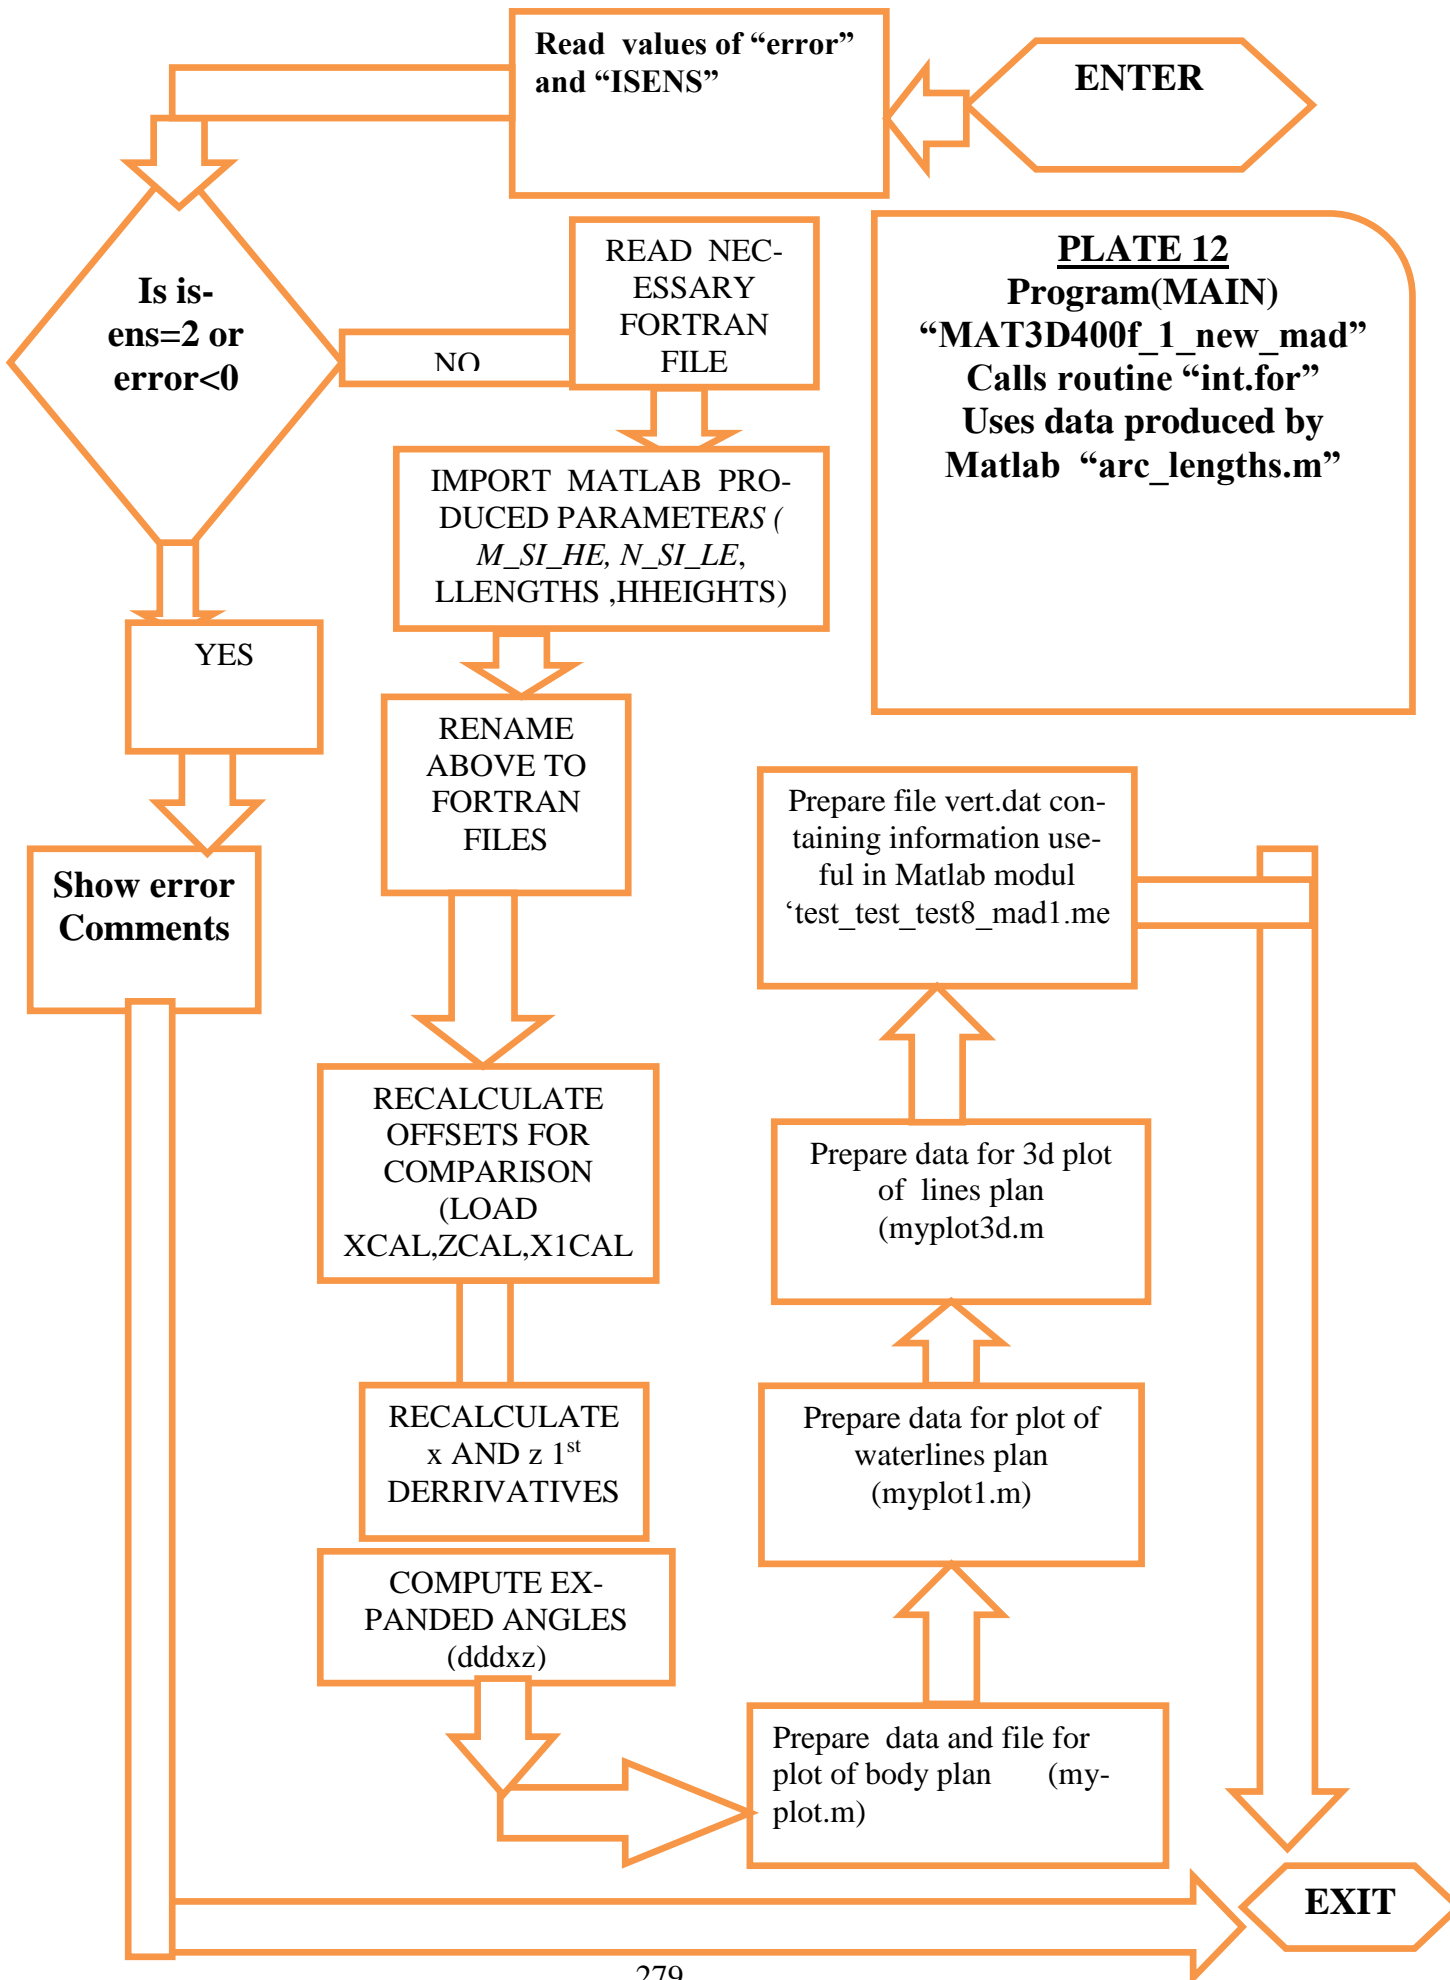 Read values of “error”
and “ISENS”
ENTER
PLATE 12
Program(MAIN)
“MAT3D400f_1_new_mad”
Calls routine “int.for”
Uses data produced by
Matlab “arc_lengths.m”
Is is-
ens=2 or
error<0
NO
READ NEC-
ESSARY
FORTRAN
FILE
IMPORT MATLAB PRO-
DUCED PARAMETERS (
M_SI_HE, N_SI_LE,
LLENGTHS ,HHEIGHTS)
YES
RENAME
ABOVE TO
FORTRAN
FILES
Show error
Comments
RECALCULATE
OFFSETS FOR
COMPARISON
(LOAD
XCAL,ZCAL,X1CAL
RECALCULATE
x AND z 1st
DERRIVATIVES
COMPUTE EX-
PANDED ANGLES
(dddxz)
Prepare data and file for
plot of body plan (my-
plot.m)
Prepare data for plot of
waterlines plan
(myplot1.m)
Prepare data for 3d plot
of lines plan
(myplot3d.m
Prepare file vert.dat con-
taining information use-
ful in Matlab modul
‘test_test_test8_mad1.me
EXIT
279